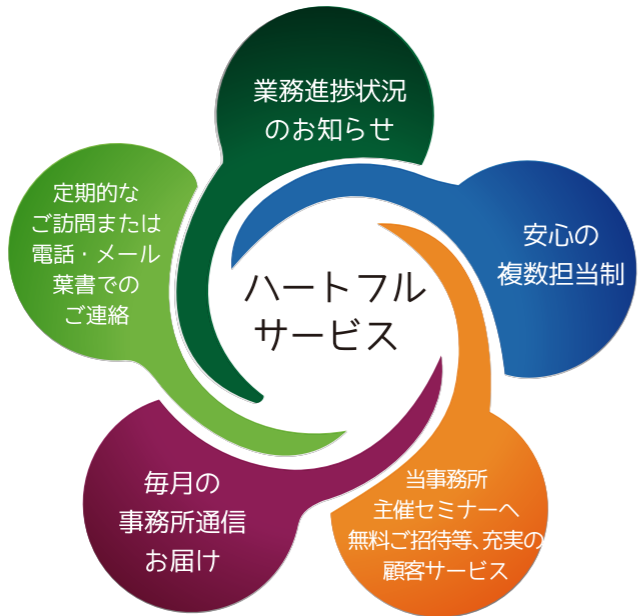 業務進捗状況
のお知らせ
安心の
複数担当制
当事務所
主催セミナーへ
無料ご招待等、充実の
顧客サービス
毎月の
事務所通信
お届け
定期的な
ご訪問または
電話・メール
葉書での
ご連絡
ハートフル
サービス